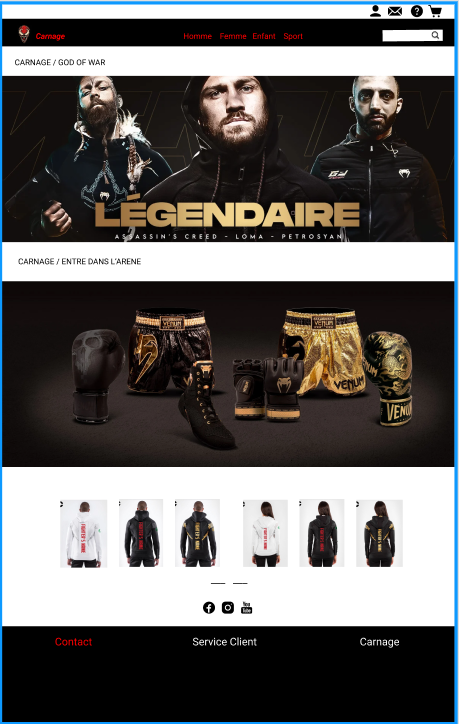 Carnage
Homme Femme Enfant Sport
CARNAGE / GOD OF WAR
LÉGENDAIRE
ASSASSIN'S CREED - LOMA - PETROSYAN
CARNAGE / ENTRE DANS L'ARENE
VENUM
VENUM
VENUM
VENUM
You
Tube
Contact Service Client Carnage